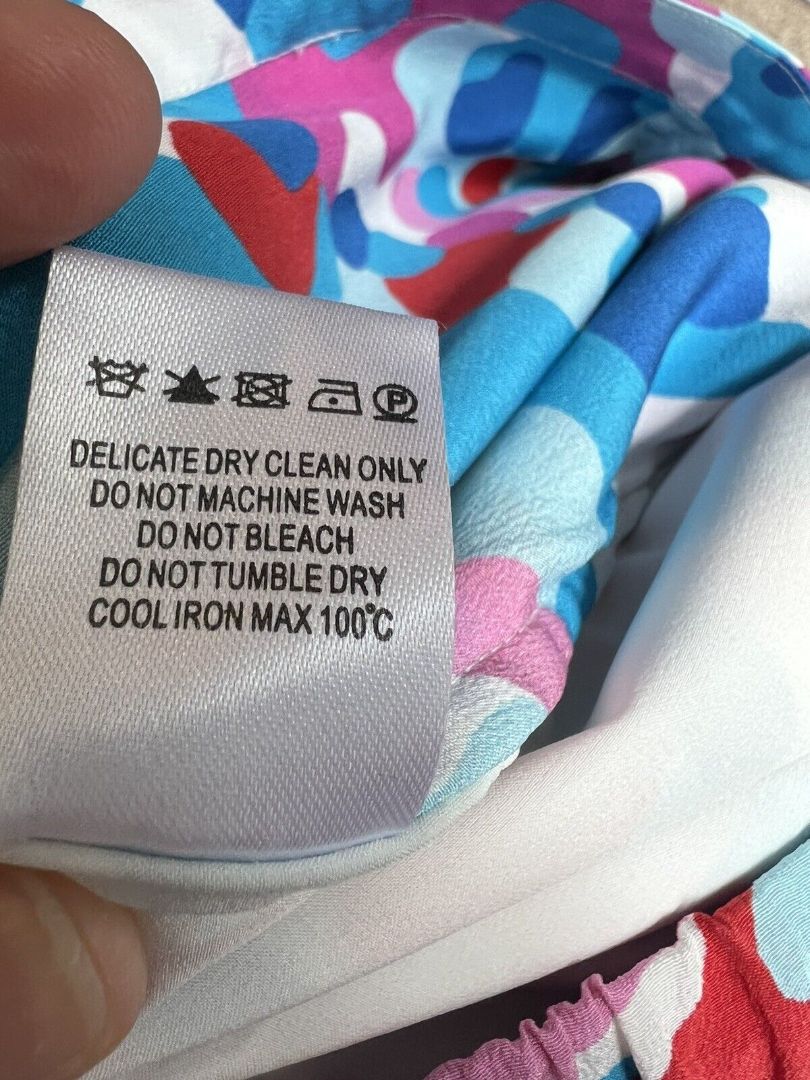 P
DELICATE DRY CLEAN ONLY
DO NOT MACHINE WASH
DO NOT BLEACH
DO NOT TUMBLE DRY
COOL IRON MAX 100°C